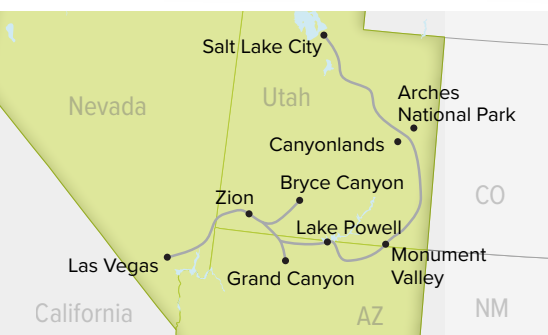 Salt Lake City
Nevada
Utah
Arches
National Park
Canyonlands
Bryce Canyon
CO
Zion
Lake Powell
Las Vegas
Grand Canyon
Monument
Valley
California
AZ
NM